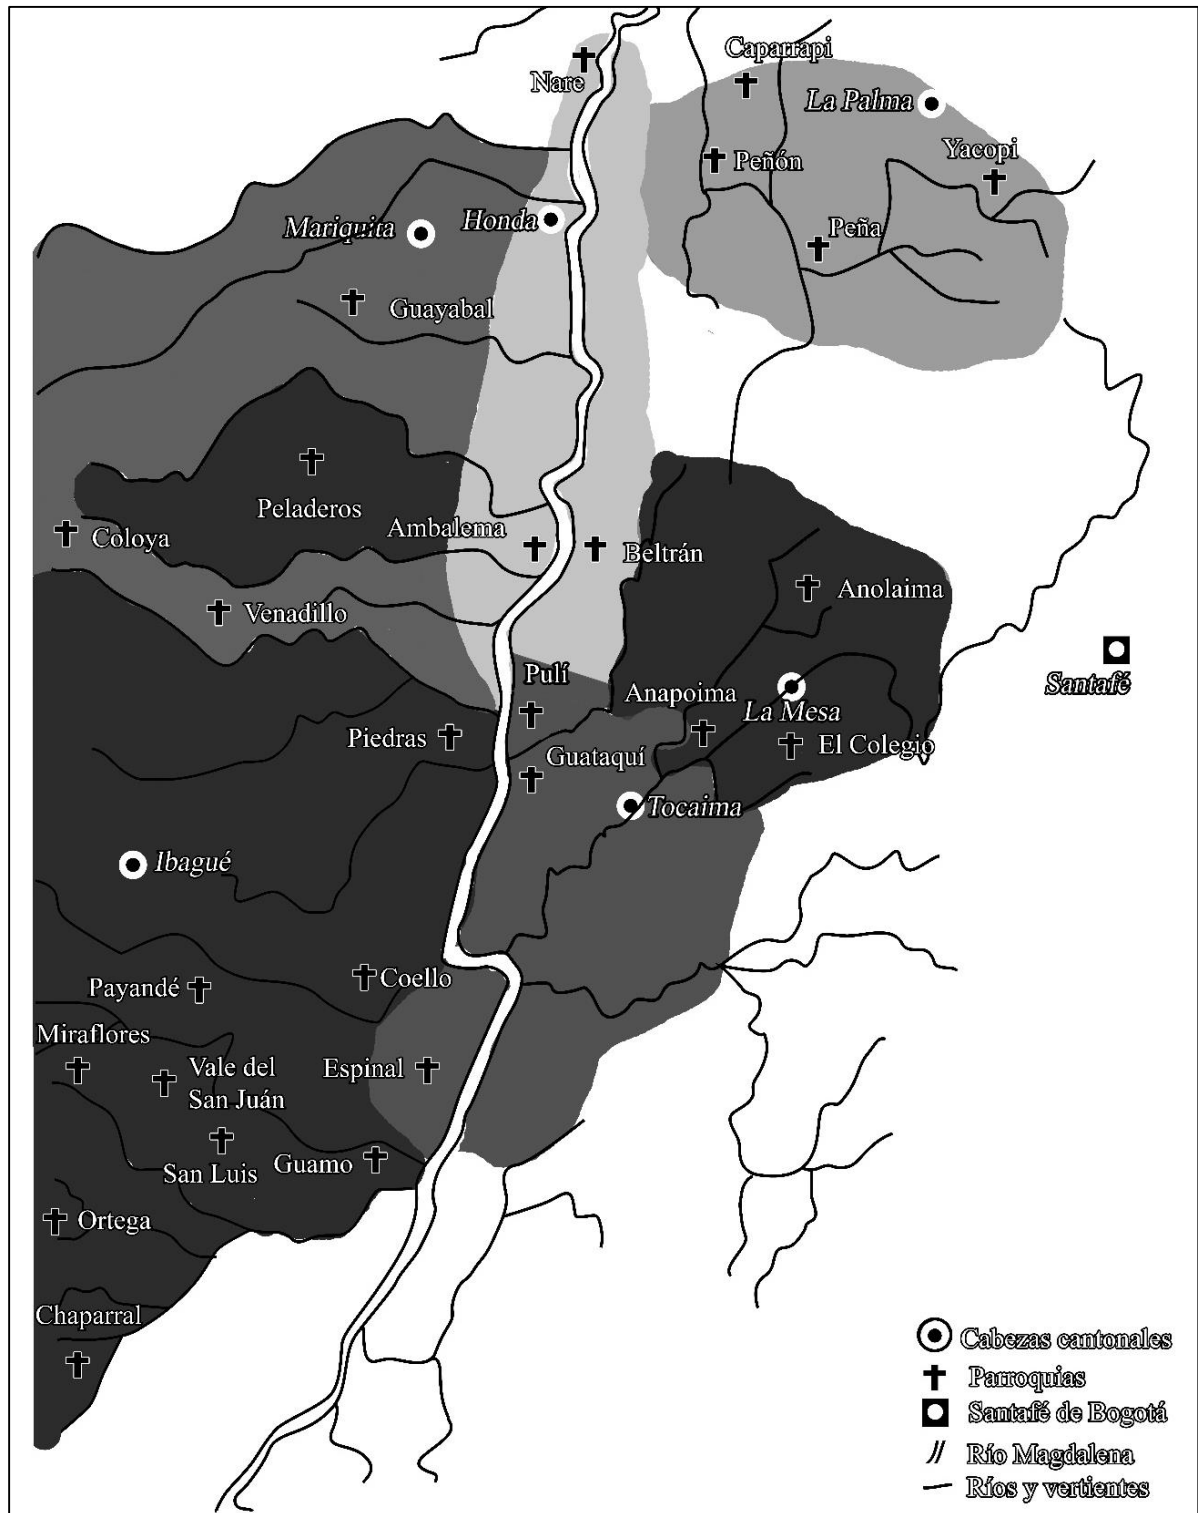 Caparrapi
Nare
La Palma
Yacopi
Peñón
Mariquita
Honda
Peña
Guayabal
Peladeros
Ambalema
Coloya
Beltrán
Anolaima
Venadillo
Pulí
Anapoima
Santafé
La Mesa
Piedras
El Colegio
Guataquí
Tocaima
Ibagué
Coello
Payandé
Miraflores
Vale del
San Juán
Espinal
San Luis
Guamo
Ortega
Chaparral
Cabezas cantonales
Parroquias
Santafé de Bogotá
Río Magdalena
Ríos y vertientes